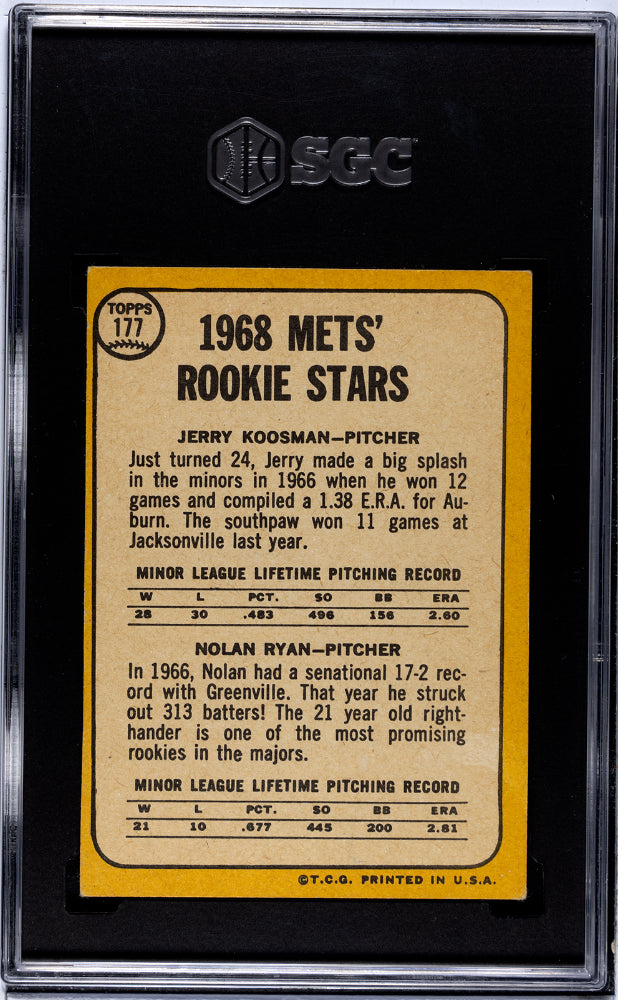 SGC
TOPPS
177
1968 METS'
ROOKIE STARS
JERRY KOOSMAN–PITCHER
Just turned 24, Jerry made a big splash
in the minors in 1966 when he won 12
games and compiled a 1.38 E.R.A. for Au-
burn. The southpaw won 11 games at
Jacksonville last year.
MINOR LEAGUE LIFETIME PITCHING RECORD
W L PCT. SO BB ERA
28 30 .483 496 156 2.60
NOLAN RYAN–PITCHER
In 1966, Nolan had a senational 17-2 rec-
ord with Greenville. That year he struck
out 313 batters! The 21 year old right-
hander is one of the most promising
rookies in the majors.
MINOR LEAGUE LIFETIME PITCHING RECORD
W L PCT. SO BB ERA
21 10 .677 445 200 2.81
©T.C.G. PRINTED IN U.S.A.